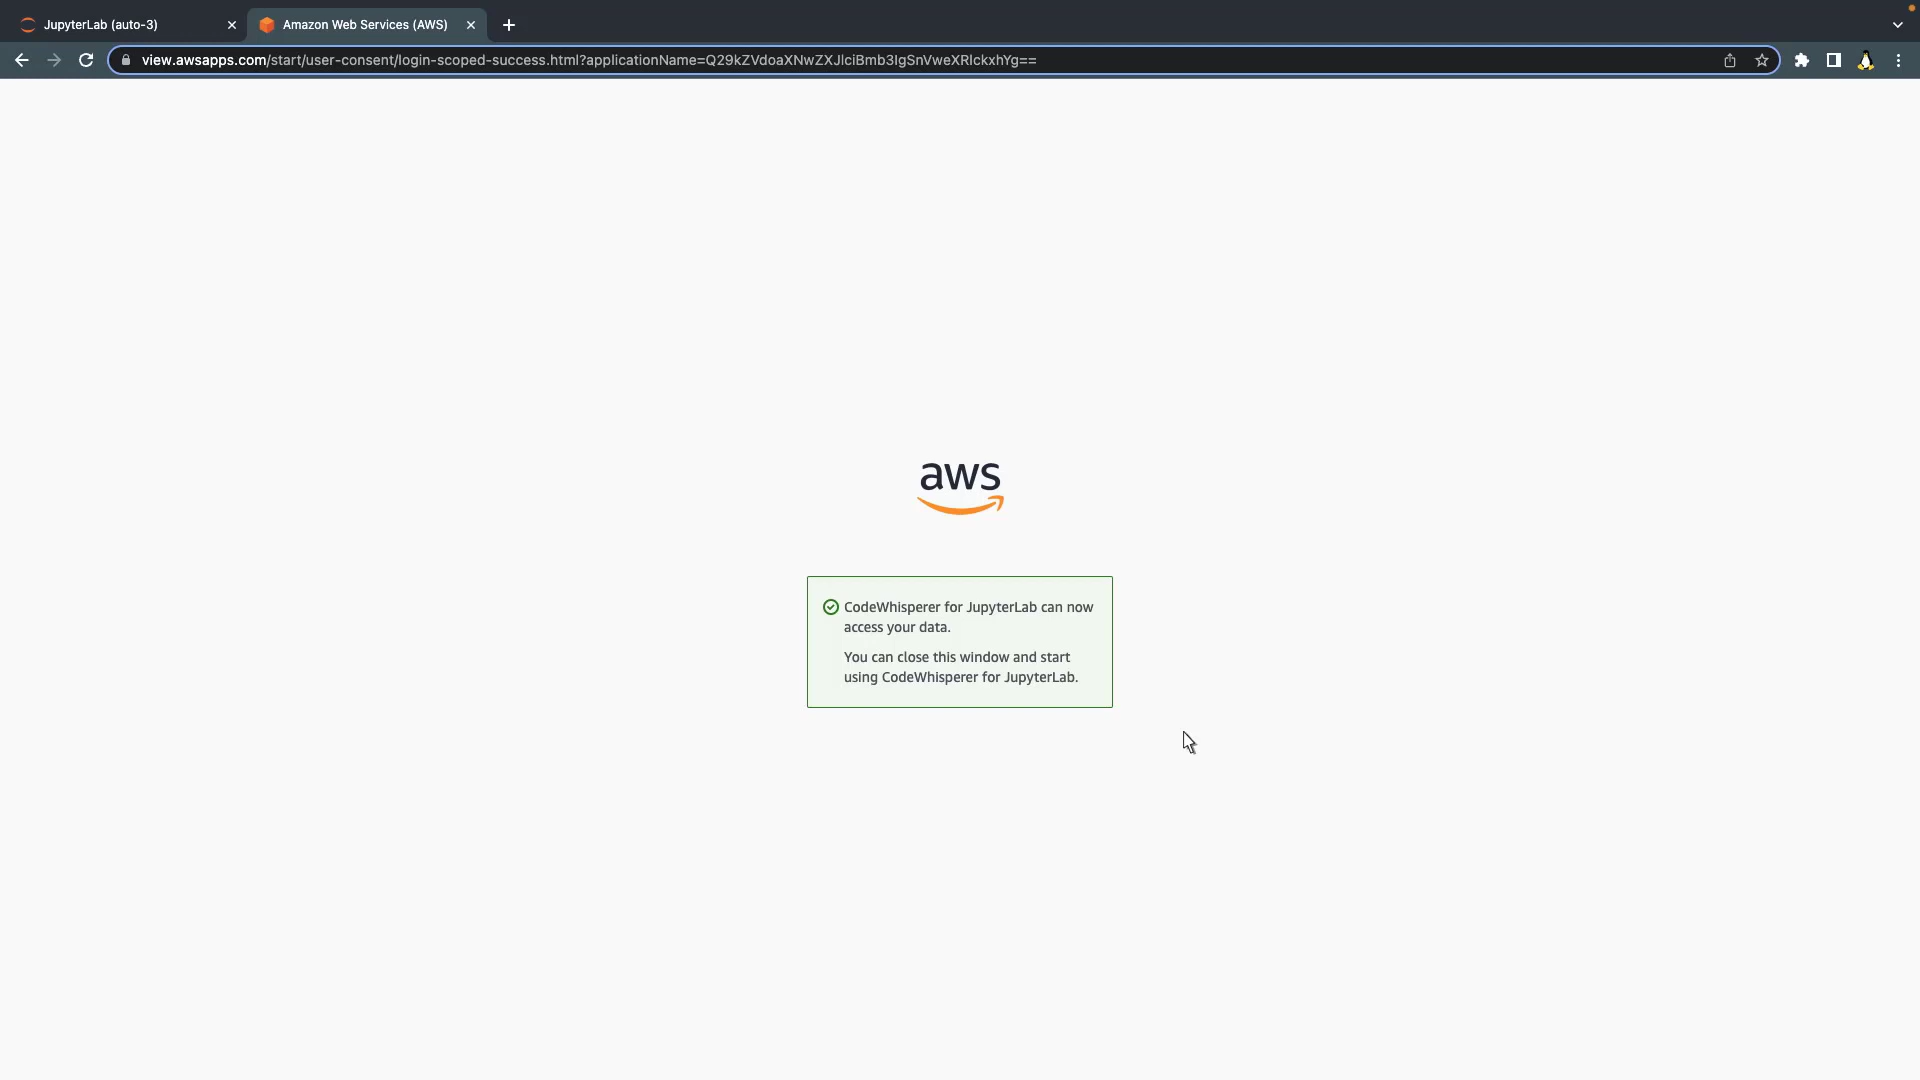 JupyterLab (auto-3)
Amazon Web Services (AWS)
view.awsapps.com/start/user-consent/login-scoped-success.html?applicationName=Q29kZVdoaXNwZXJlciBmb3IgSnVweXRlckxhYg==
aws
CodeWhisperer for JupyterLab can now
access your data.
You can close this window and start
using CodeWhisperer for JupyterLab.